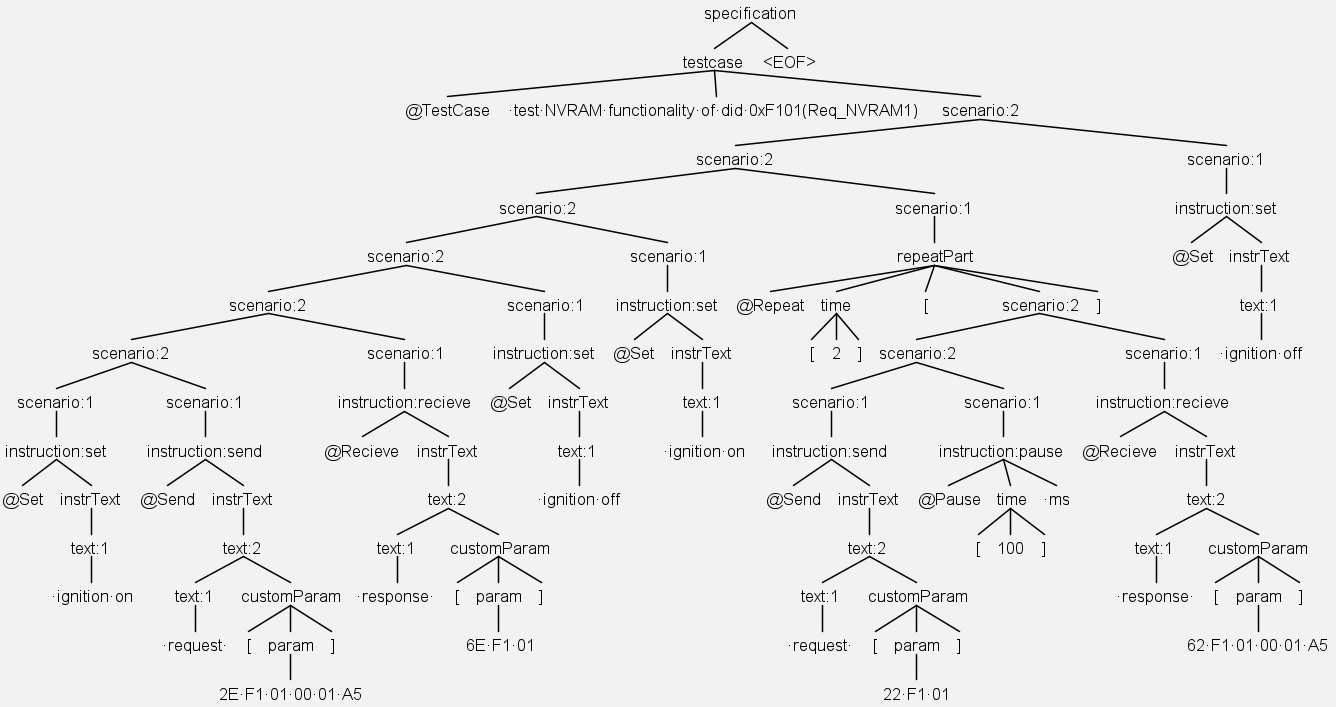 specification
testcase <EOF>
@TestCase ·test·NVRAM·functionality·of·did·0xF101(Req_NVRAM1) scenario:2
scenario:2 scenario:1
scenario:2 scenario:1 instruction:set
scenario:2 scenario:1 repeatPart @Set instrText
scenario:2 scenario:1 instruction:set @Repeat time [ scenario:2 ] text:1
scenario:2 scenario:1 instruction:set @Set instrText [ 2 ] scenario:2 scenario:1 ·ignition·off
scenario:1 scenario:1 instruction:recieve @Set instrText text:1 scenario:1 scenario:1 instruction:recieve
instruction:set instruction:send @Recieve instrText text:1 ·ignition·on instruction:send instruction:pause @Recieve instrText
@Set instrText @Send instrText text:2 ·ignition·off @Send instrText @Pause time ·ms text:2
text:1 text:2 text:1 customParam text:2 [ 100 ] text:1 customParam
·ignition·on text:1 customParam ·response· [ param ] text:1 customParam ·response· [ param ]
·request· [ param ] 6E·F1·01 ·request· [ param ] 62·F1·01·00·01·A5
2E·F1·01·00·01·A5 22·F1·01